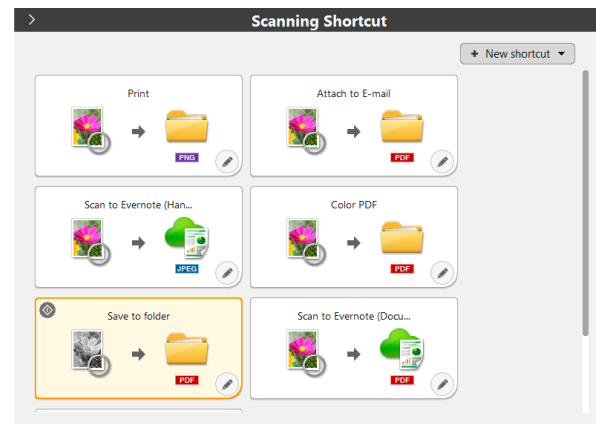 Scanning Shortcut
+ New shortcut
Print
PNG
Attach to E-mail
PDF
Scan to Evernote (Han...
JPEG
Color PDF
PDF
Save to folder
PDF
Scan to Evernote (Docu...
PDF